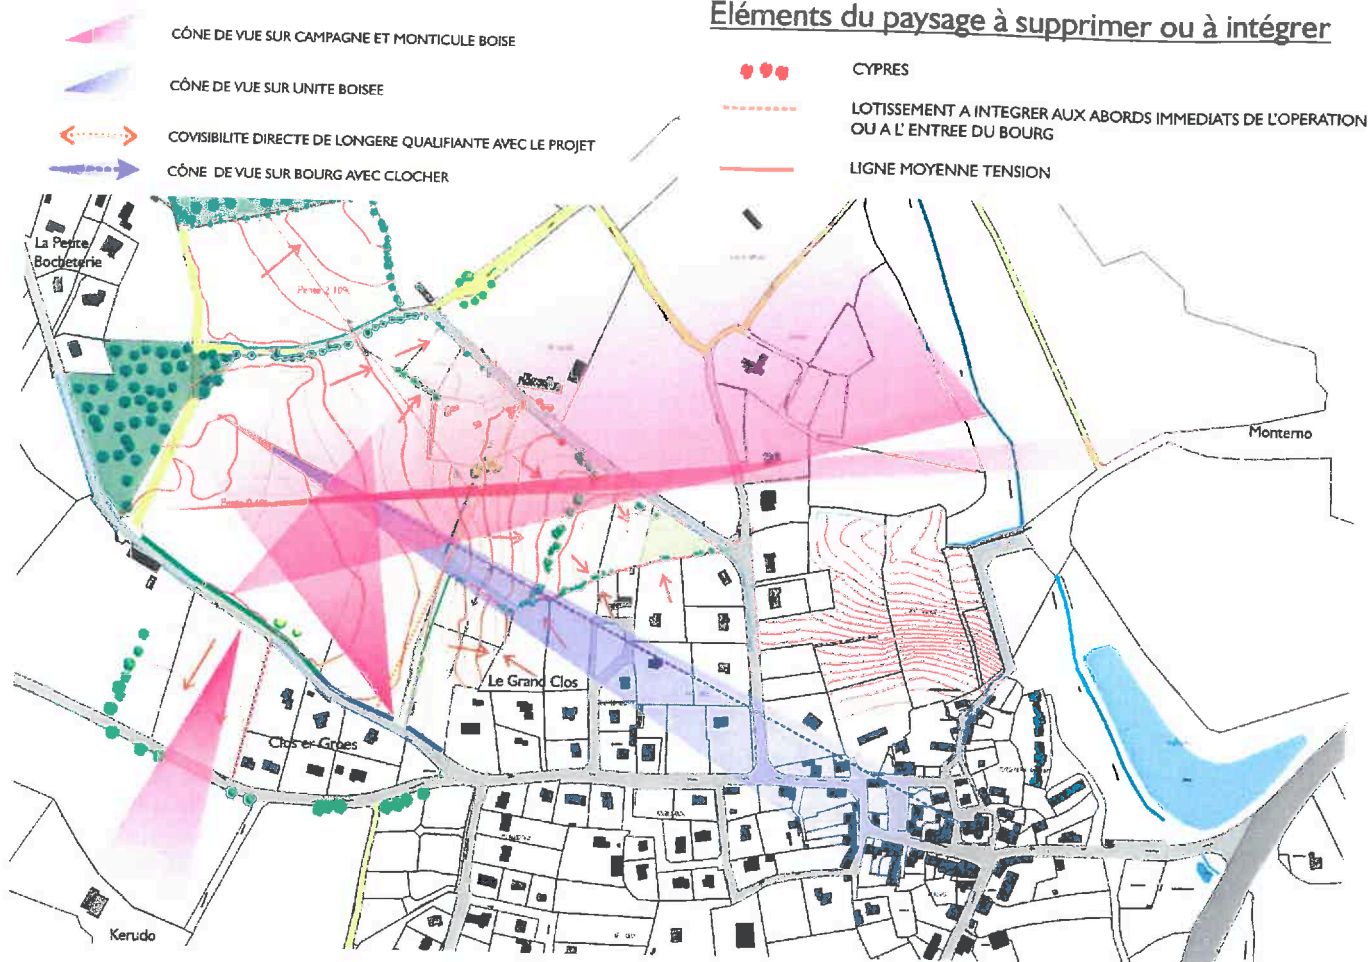 CÔNE DE VUE SUR CAMPAGNE ET MONTICULE BOISE
CÔNE DE VUE SUR UNITE BOISEE
COVISIBILITE DIRECTE DE LONGERE QUALIFIANTE AVEC LE PROJET
CÔNE DE VUE SUR BOURG AVEC CLOCHER
Eléments du paysage à supprimer ou à intégrer
CYPRES
LOTISSEMENT A INTEGRER AUX ABORDS IMMEDIATS DE L'OPERATION
OU A L' ENTREE DU BOURG
LIGNE MOYENNE TENSION
La Petite
Bocheterie
Monterno
Le Grand Clos
Clos er Groes
Kerudo